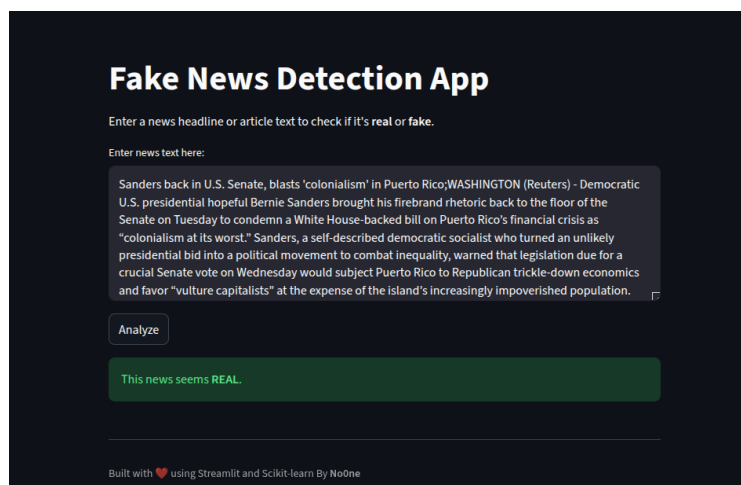 Fake News Detection App
Enter a news headline or article text to check if it's real or fake.
Enter news text here:
Sanders back in U.S. Senate, blasts 'colonialism' in Puerto Rico;WASHINGTON (Reuters) - Democratic
U.S. presidential hopeful Bernie Sanders brought his firebrand rhetoric back to the floor of the
Senate on Tuesday to condemn a White House-backed bill on Puerto Rico’s financial crisis as
“colonialism at its worst.” Sanders, a self-described democratic socialist who turned an unlikely
presidential bid into a political movement to combat inequality, warned that legislation due for a
crucial Senate vote on Wednesday would subject Puerto Rico to Republican trickle-down economics
and favor “vulture capitalists” at the expense of the island’s increasingly impoverished population.
Analyze
This news seems REAL.
Built with ❤️ using Streamlit and Scikit-learn By No0ne